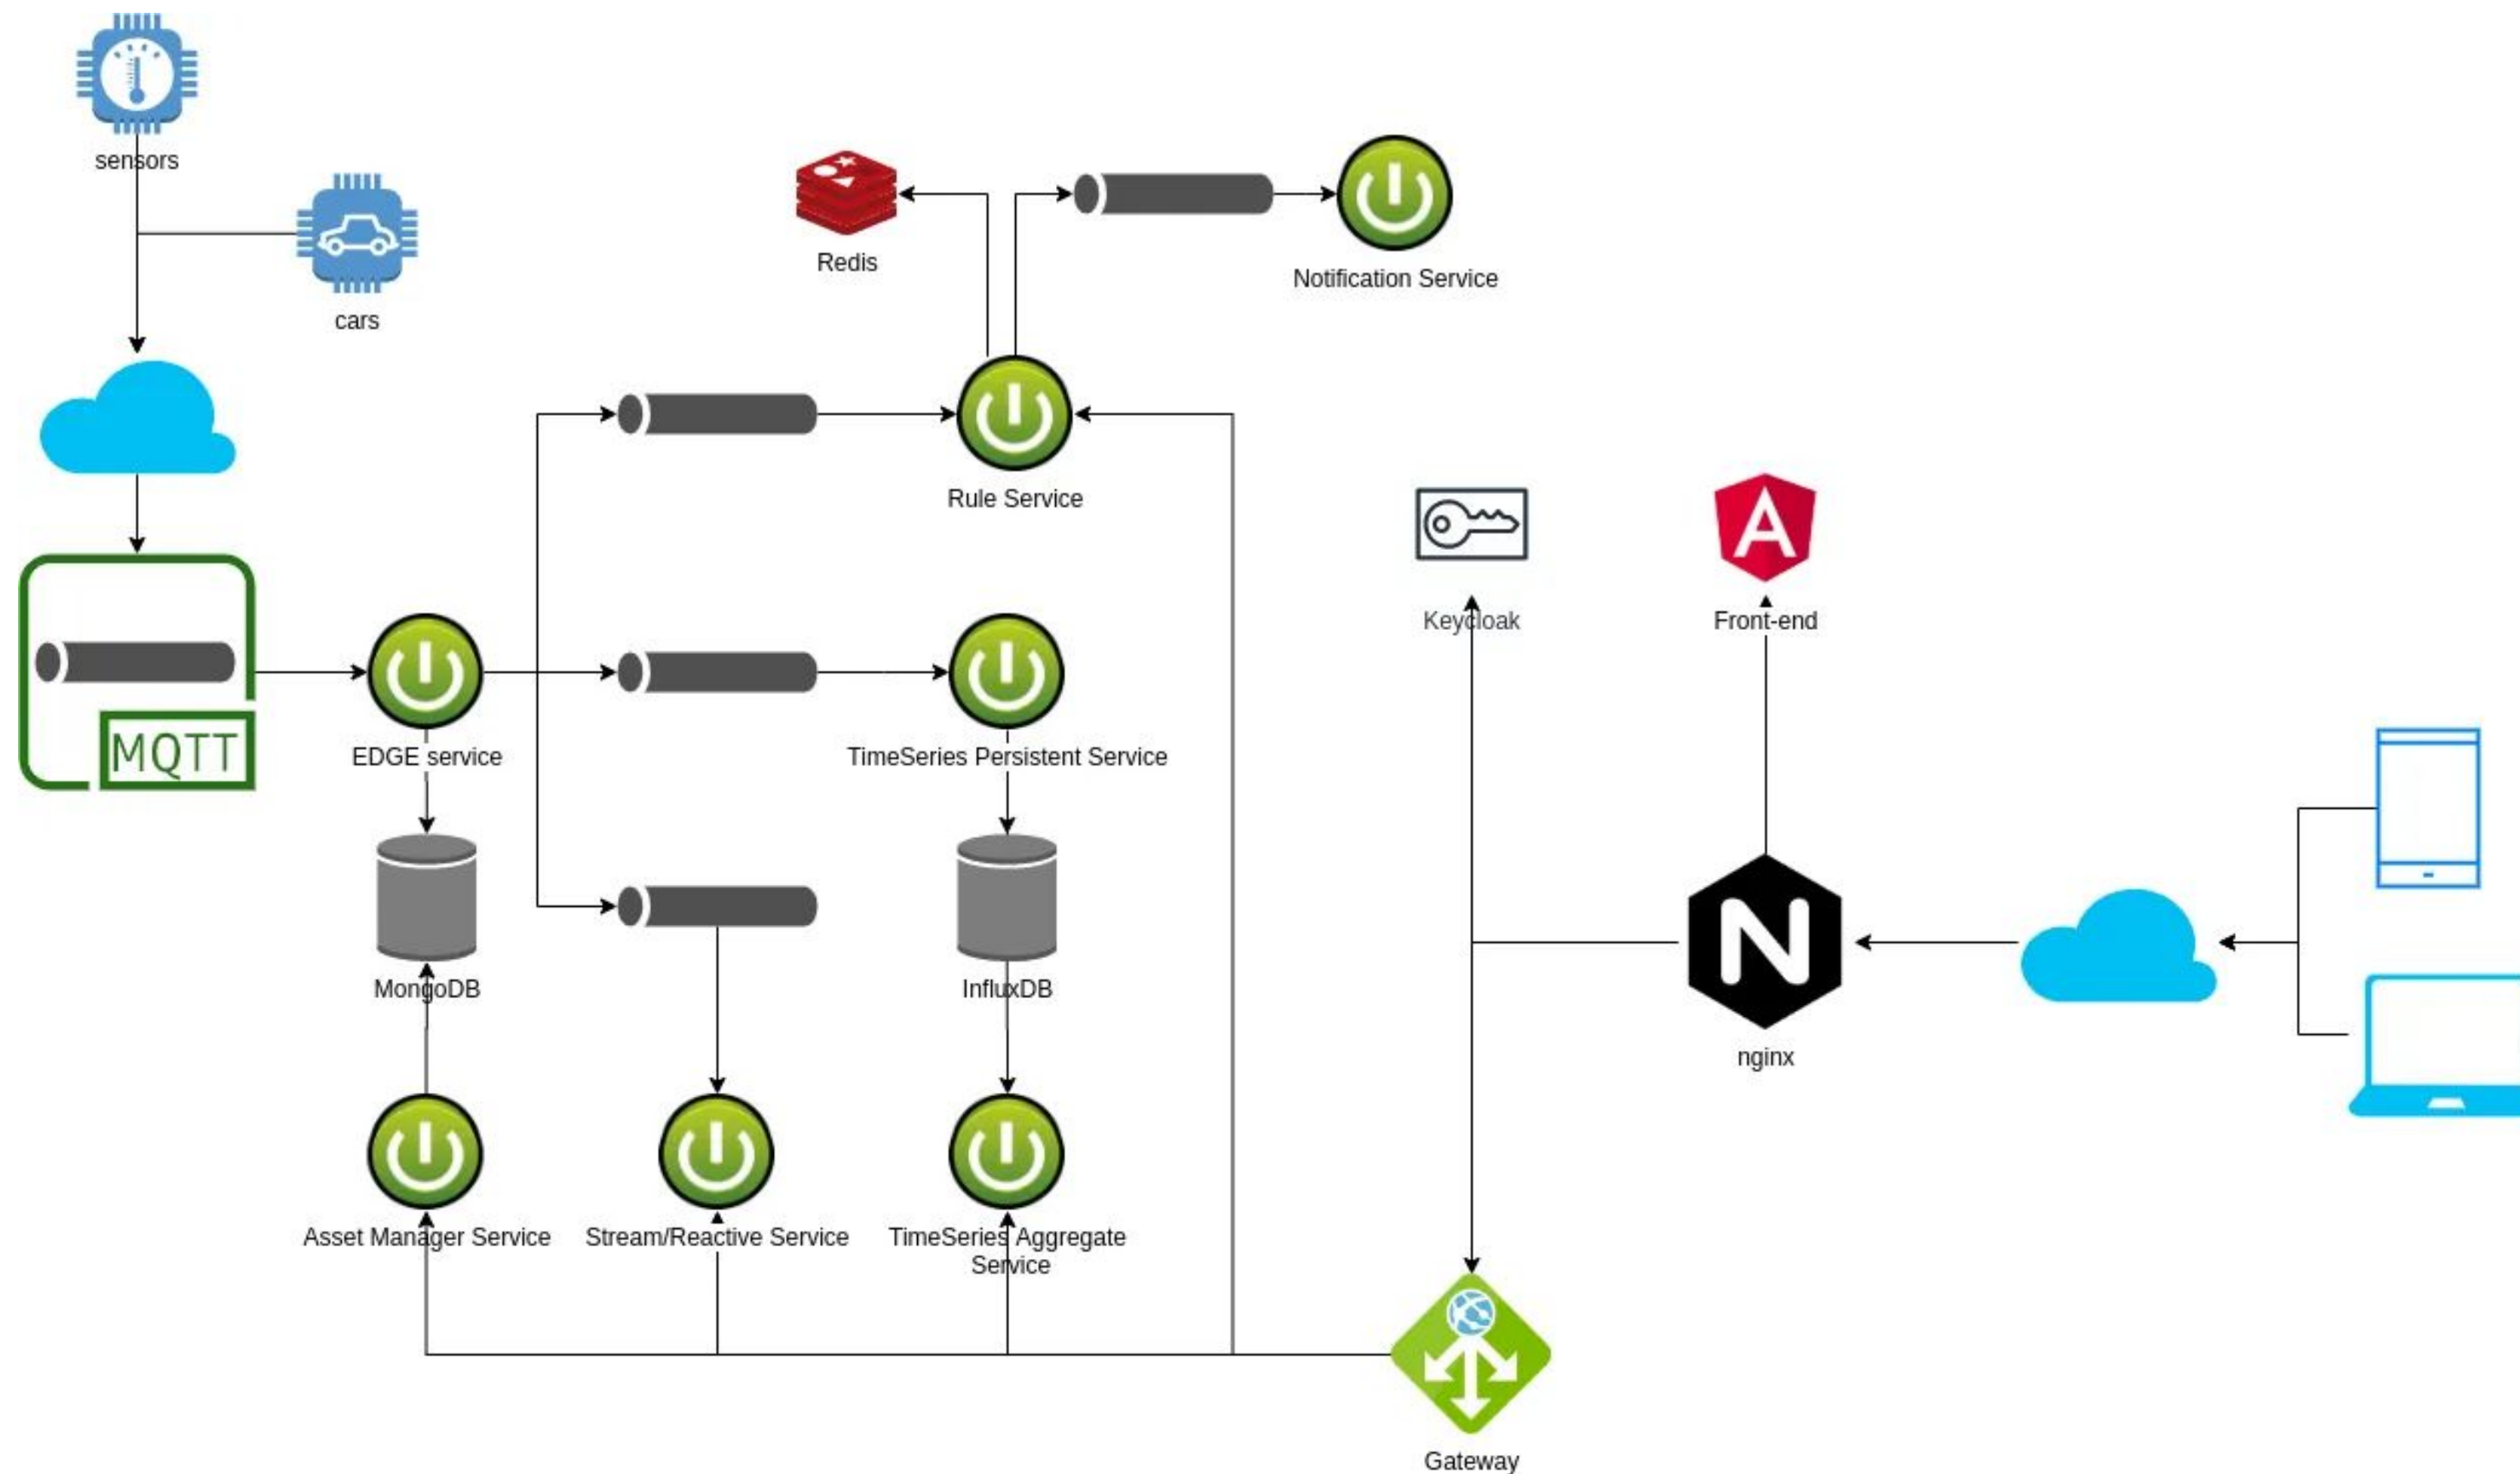 sensors
cars
Redis
Notification Service
Rule Service
Keycloak
Front-end
MQTT
EDGE service
TimeSeries Persistent Service
MongoDB
InfluxDB
nginx
Asset Manager Service
Stream/Reactive Service
TimeSeries Aggregate
Service
Gateway